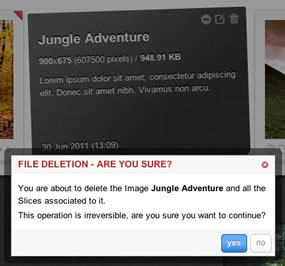 Jungle Adventure
900x675 (607500 pixels) / 948.91 KB
Lorem ipsum dolor sit amet, consectetur adipiscing
elit. Donec sit amet nibh. Vivamus non arcu.
30 Jun 2011 (13:09)
FILE DELETION - ARE YOU SURE?
You are about to delete the Image Jungle Adventure and all the
Slices associated to it.
This operation is irreversible, are you sure you want to continue?
yes no